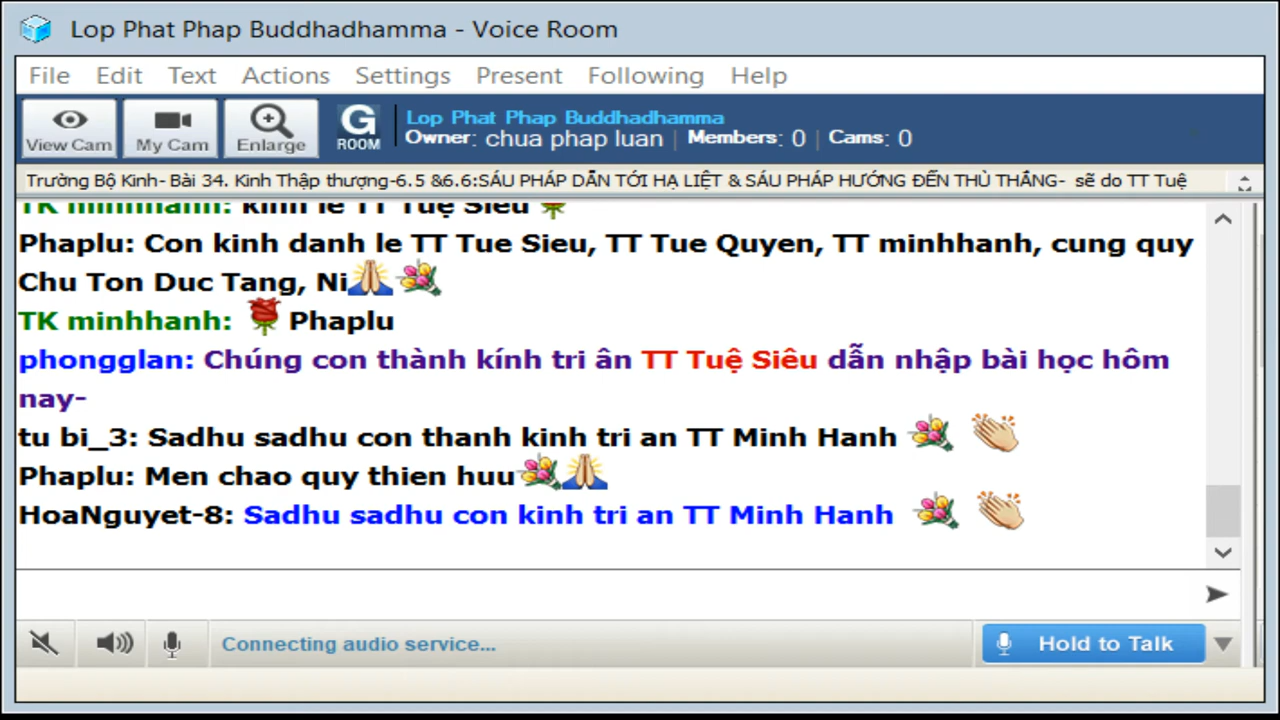 Lop Phat Phap Buddhadhamma - Voice Room
File Edit Text Actions Settings Present Following Help
View Cam My Cam Enlarge G ROOM
Lop Phat Phap Buddhadhamma
Owner: chua phap luan | Members: 0 | Cams: 0
Trường Bộ Kinh- Bài 34. Kinh Thập thượng-6.5 &6.6:SÁU PHÁP DẪN TỚI HẠ LIỆT & SÁU PHÁP HƯỚNG ĐẾN THÙ THẮNG- sẽ do TT Tuệ
TK minhhanh: kính lễ TT Tuệ Siêu
Phaplu: Con kinh danh le TT Tue Sieu, TT Tue Quyen, TT minhhanh, cung quy
Chu Ton Duc Tang, Ni
TK minhhanh: Phaplu
phongglan: Chúng con thành kính tri ân TT Tuệ Siêu dẫn nhập bài học hôm
nay-
tu bi_3: Sadhu sadhu con thanh kinh tri an TT Minh Hanh
Phaplu: Men chao quy thien huu
HoaNguyet-8: Sadhu sadhu con kinh tri an TT Minh Hanh
Connecting audio service...
Hold to Talk